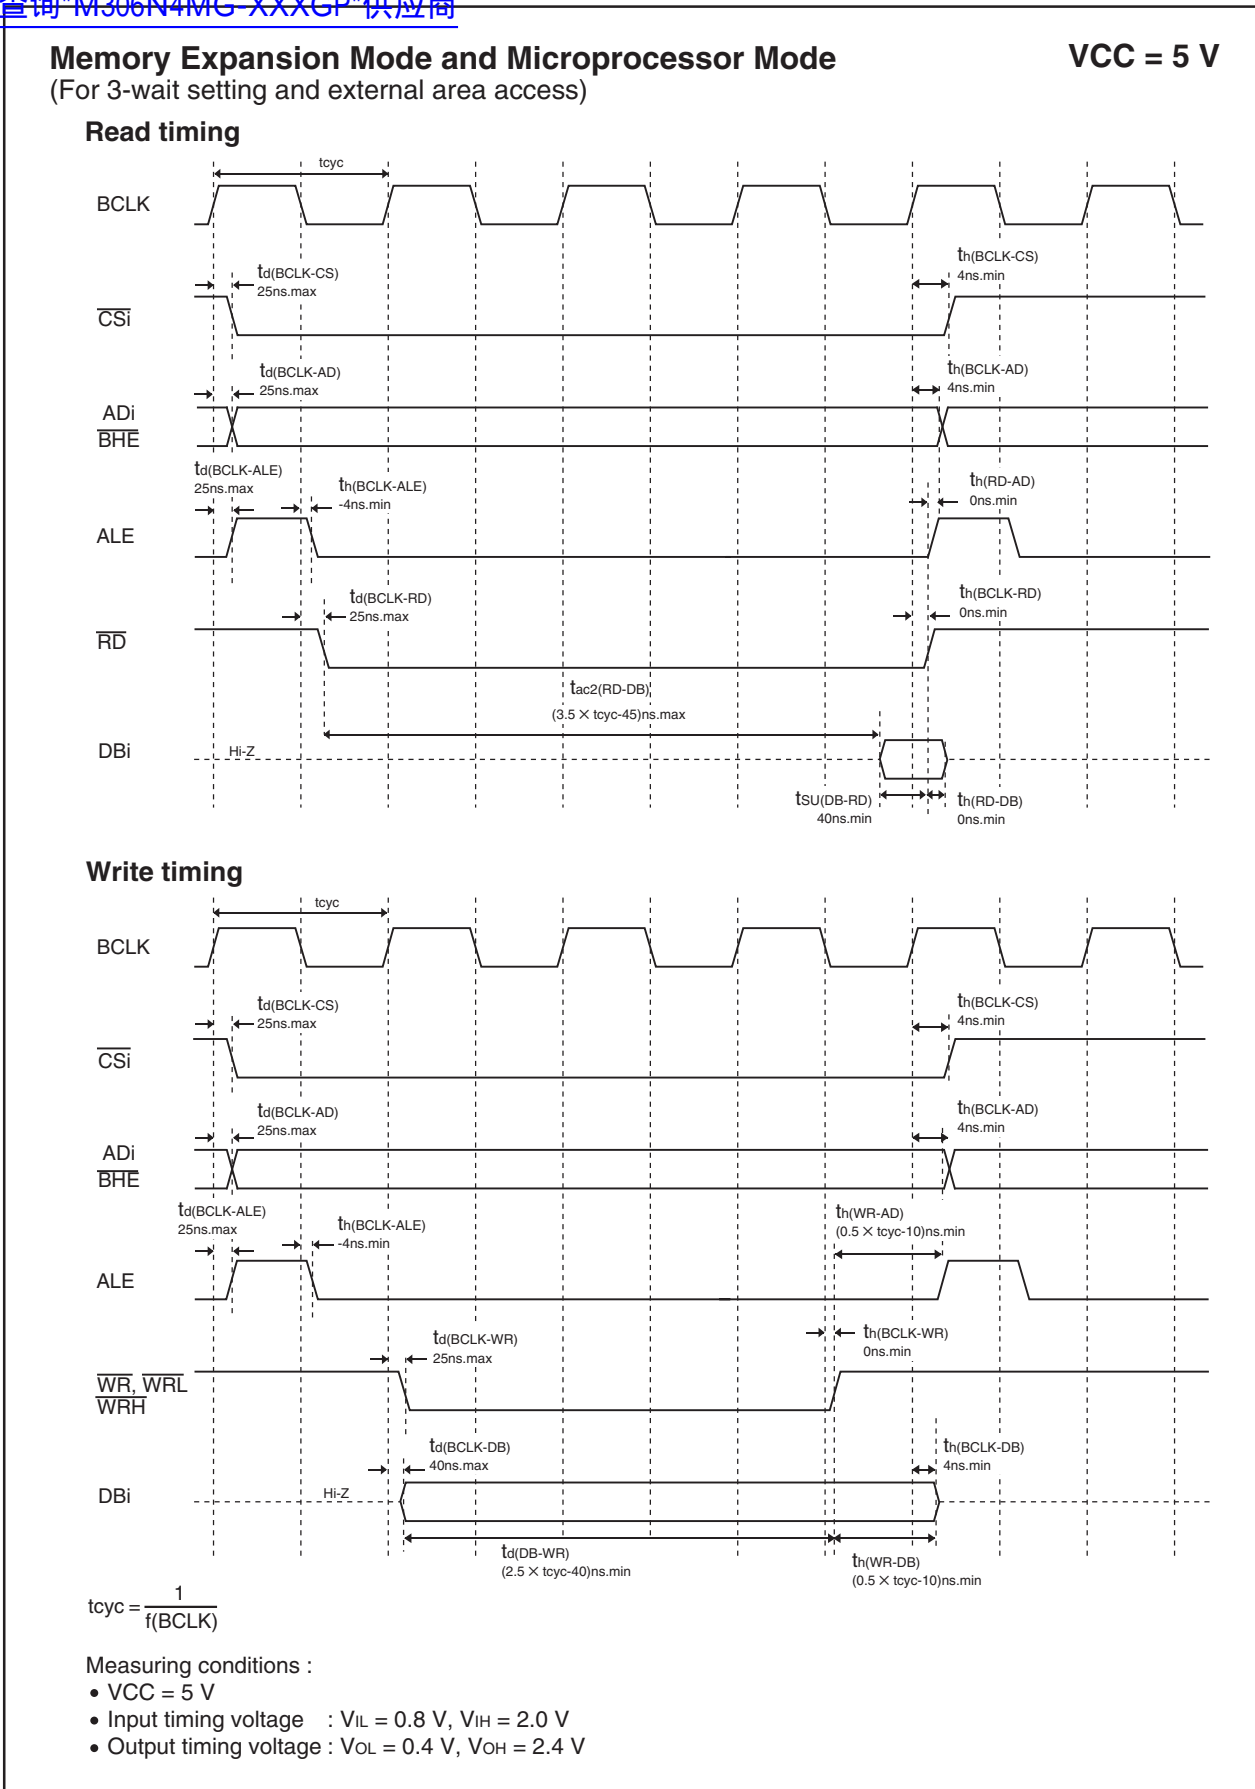 查询"M306N4MG-XXXGP"供应商
Memory Expansion Mode and Microprocessor Mode VCC = 5 V
(For 3-wait setting and external area access)
Read timing
tcyc
BCLK
td(BCLK-CS)
25ns.max
th(BCLK-CS)
4ns.min
CSi
td(BCLK-AD)
25ns.max
th(BCLK-AD)
4ns.min
ADi
BHE
td(BCLK-ALE)
25ns.max
th(BCLK-ALE)
-4ns.min
th(RD-AD)
0ns.min
ALE
td(BCLK-RD)
25ns.max
th(BCLK-RD)
0ns.min
RD
tac2(RD-DB)
(3.5 × tcyc-45)ns.max
DBi
Hi-Z
tSU(DB-RD)
40ns.min
th(RD-DB)
0ns.min
Write timing
tcyc
BCLK
td(BCLK-CS)
25ns.max
th(BCLK-CS)
4ns.min
CSi
td(BCLK-AD)
25ns.max
th(BCLK-AD)
4ns.min
ADi
BHE
td(BCLK-ALE)
25ns.max
th(BCLK-ALE)
-4ns.min
th(WR-AD)
(0.5 × tcyc-10)ns.min
ALE
td(BCLK-WR)
25ns.max
th(BCLK-WR)
0ns.min
WR, WRL
WRH
td(BCLK-DB)
40ns.max
th(BCLK-DB)
4ns.min
DBi
Hi-Z
td(DB-WR)
(2.5 × tcyc-40)ns.min
th(WR-DB)
(0.5 × tcyc-10)ns.min
tcyc = 1
f(BCLK)
Measuring conditions :
• VCC = 5 V
• Input timing voltage : VIL = 0.8 V, VIH = 2.0 V
• Output timing voltage : VOL = 0.4 V, VOH = 2.4 V